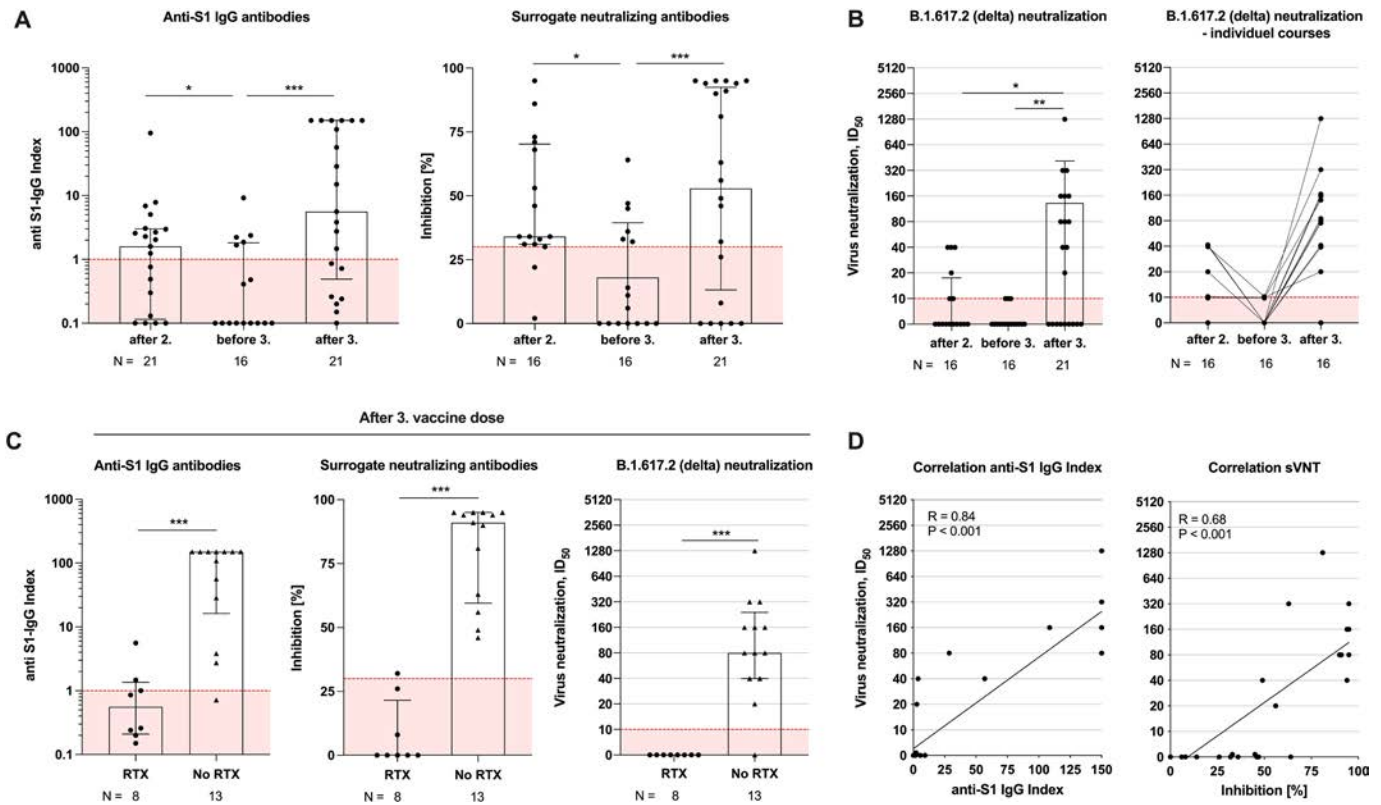 A
Anti-S1 IgG antibodies
Surrogate neutralizing antibodies
B
B.1.617.2 (delta) neutralization
B.1.617.2 (delta) neutralization
- individuel courses
anti S1-IgG Index
1000
100
10
1
0.1
* ***
after 2. before 3. after 3.
N = 21 16 21
Inhibition [%]
100
75
50
25
0
* ***
after 2. before 3. after 3.
N = 16 16 21
Virus neutralization, ID50
5120
2560
1280
640
320
160
80
40
20
10
0
*
**
after 2. before 3. after 3.
N = 16 16 21
5120
2560
1280
640
320
160
80
40
20
10
0
after 2. before 3. after 3.
N = 16 16 16
After 3. vaccine dose
C
Anti-S1 IgG antibodies
Surrogate neutralizing antibodies
B.1.617.2 (delta) neutralization
anti S1-IgG Index
1000
100
10
1
0.1
***
RTX No RTX
N = 8 13
Inhibition [%]
100
75
50
25
0
***
RTX No RTX
N = 8 13
Virus neutralization, ID50
5120
2560
1280
640
320
160
80
40
20
10
0
***
RTX No RTX
N = 8 13
D
Correlation anti-S1 IgG Index
Correlation sVNT
Virus neutralization, ID50
5120
2560
1280
640
320
160
80
40
20
10
0
R = 0.84
P < 0.001
0 25 50 75 100 125 150
anti-S1 IgG Index
5120
2560
1280
640
320
160
80
40
20
10
0
R = 0.68
P < 0.001
0 25 50 75 100
Inhibition [%]